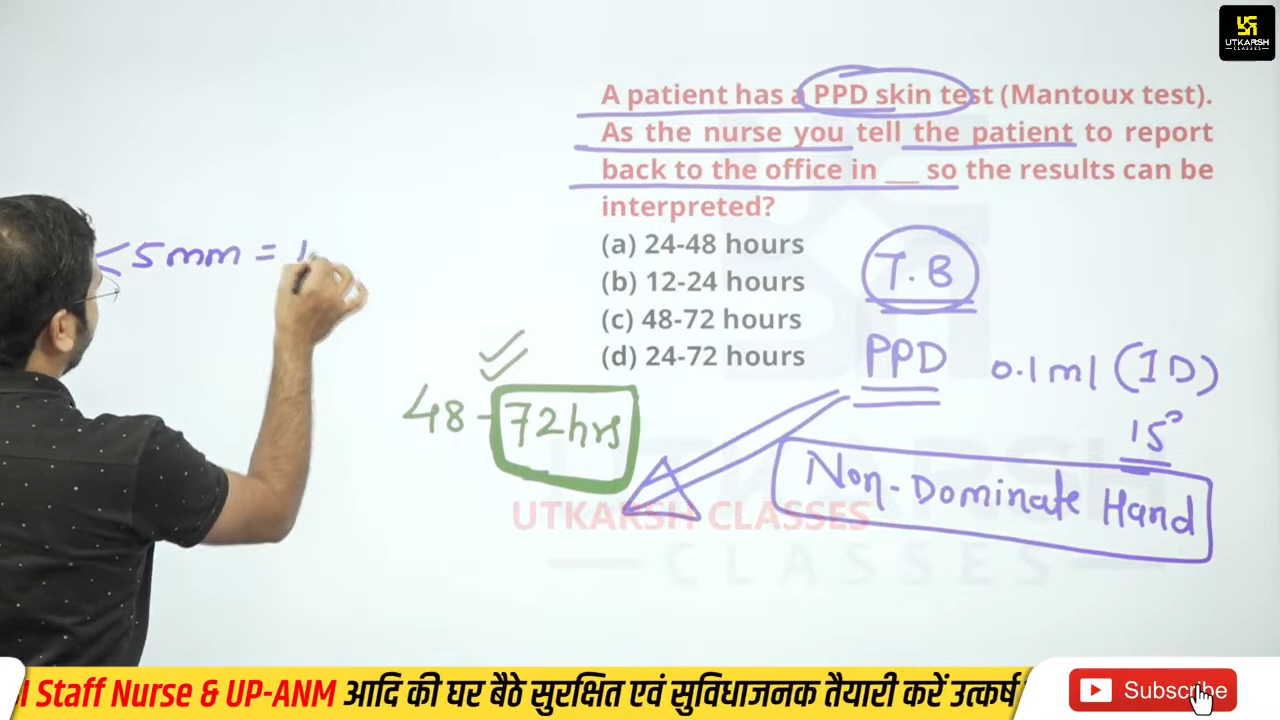 UTKARSH
CLASSES
A patient has a PPD skin test (Mantoux test).
As the nurse you tell the patient to report
back to the office in ___ so the results can be
interpreted?
(a) 24-48 hours
(b) 12-24 hours
(c) 48-72 hours
(d) 24-72 hours
≤5mm =
T.B
PPD
0.1ml (ID)
15°
48-72hrs
Non-Dominate Hand
UTKARSH CLASSES
CLASSES
Staff Nurse & UP-ANM आदि की घर बैठे सुरक्षित एवं सुविधाजनक तैयारी करें उत्कर्ष
Subscribe